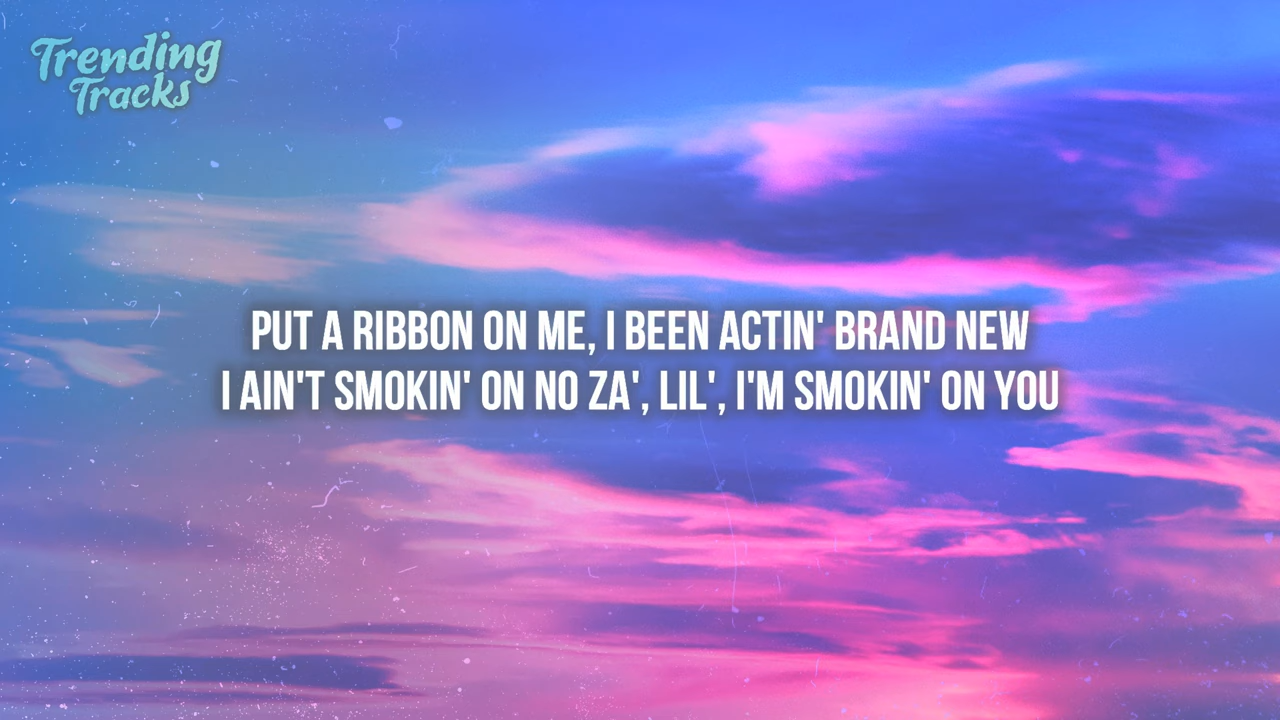 Trending
Tracks
PUT A RIBBON ON ME, I BEEN ACTIN' BRAND NEW
I AIN'T SMOKIN' ON NO ZA', LIL', I'M SMOKIN' ON YOU